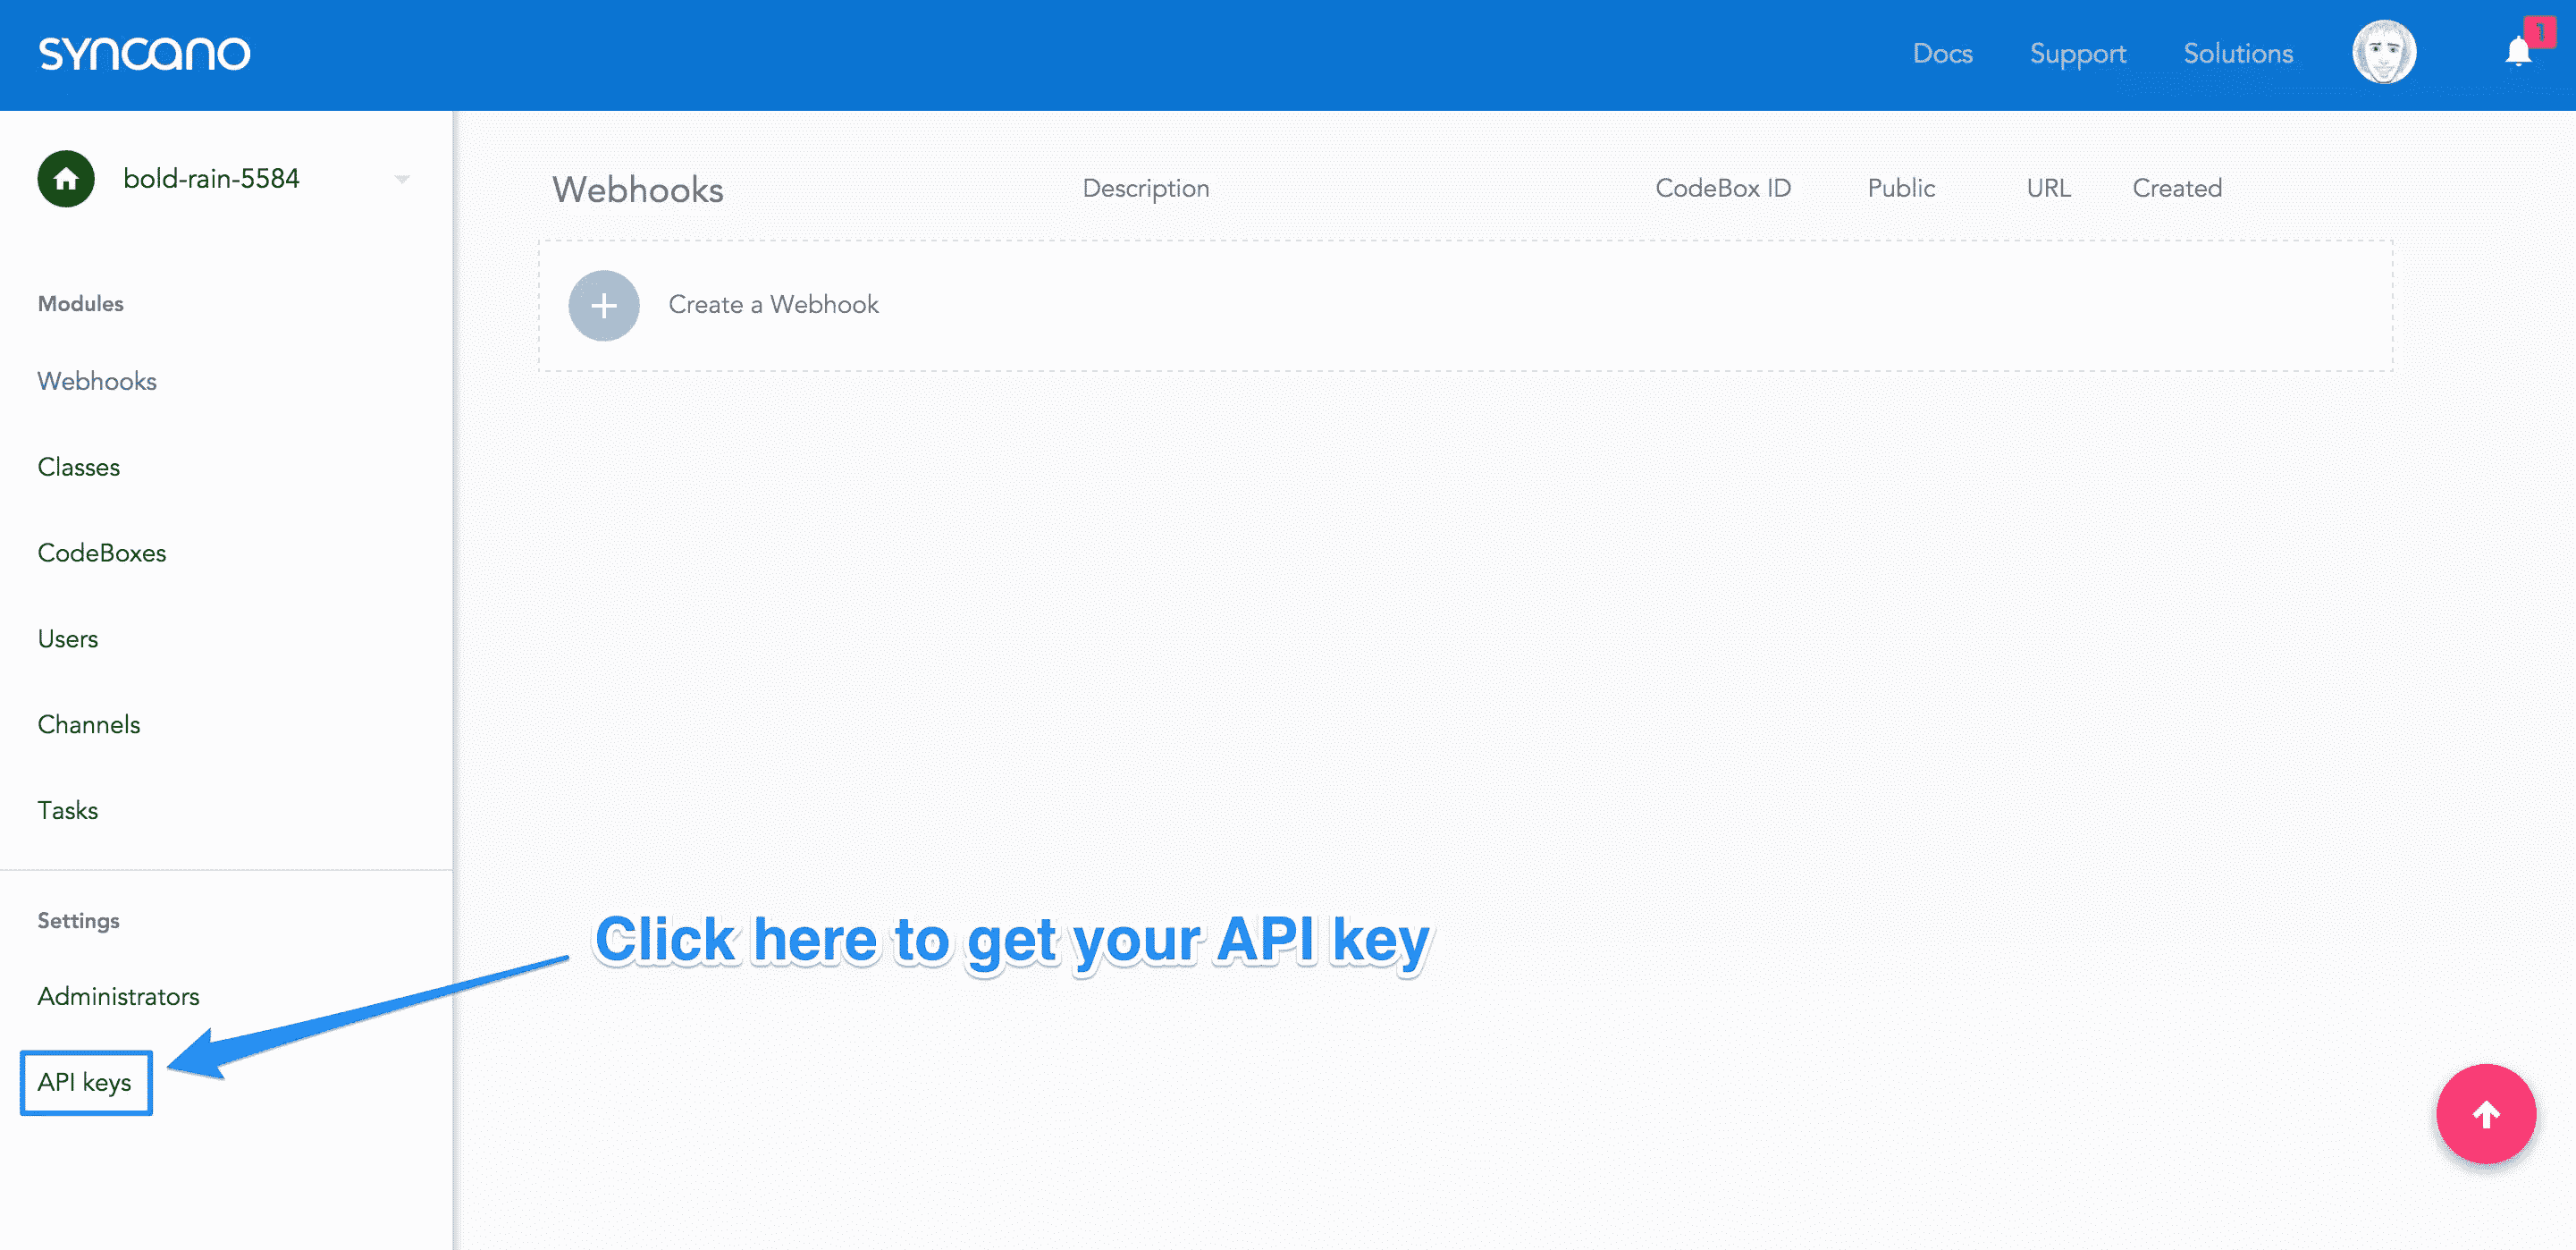 syncano
Docs Support Solutions 1
bold-rain-5584
Modules
Webhooks
Classes
CodeBoxes
Users
Channels
Tasks
Settings
Administrators
API keys
Webhooks Description CodeBox ID Public URL Created
Create a Webhook
Click here to get your API key